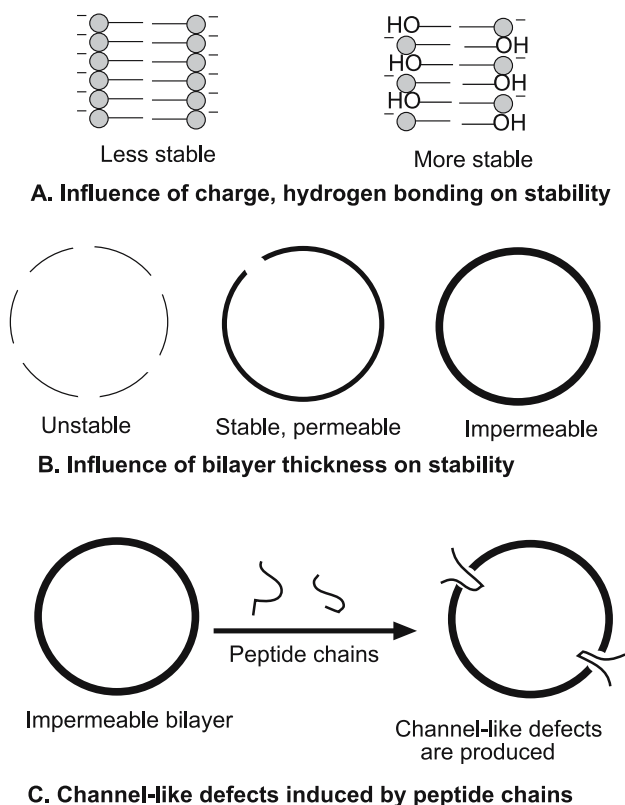 HO
OH
HO
OH
HO
OH
Less stable
More stable
A. Influence of charge, hydrogen bonding on stability
Unstable
Stable, permeable
Impermeable
B. Influence of bilayer thickness on stability
Peptide chains
Impermeable bilayer
Channel-like defects
are produced
C. Channel-like defects induced by peptide chains